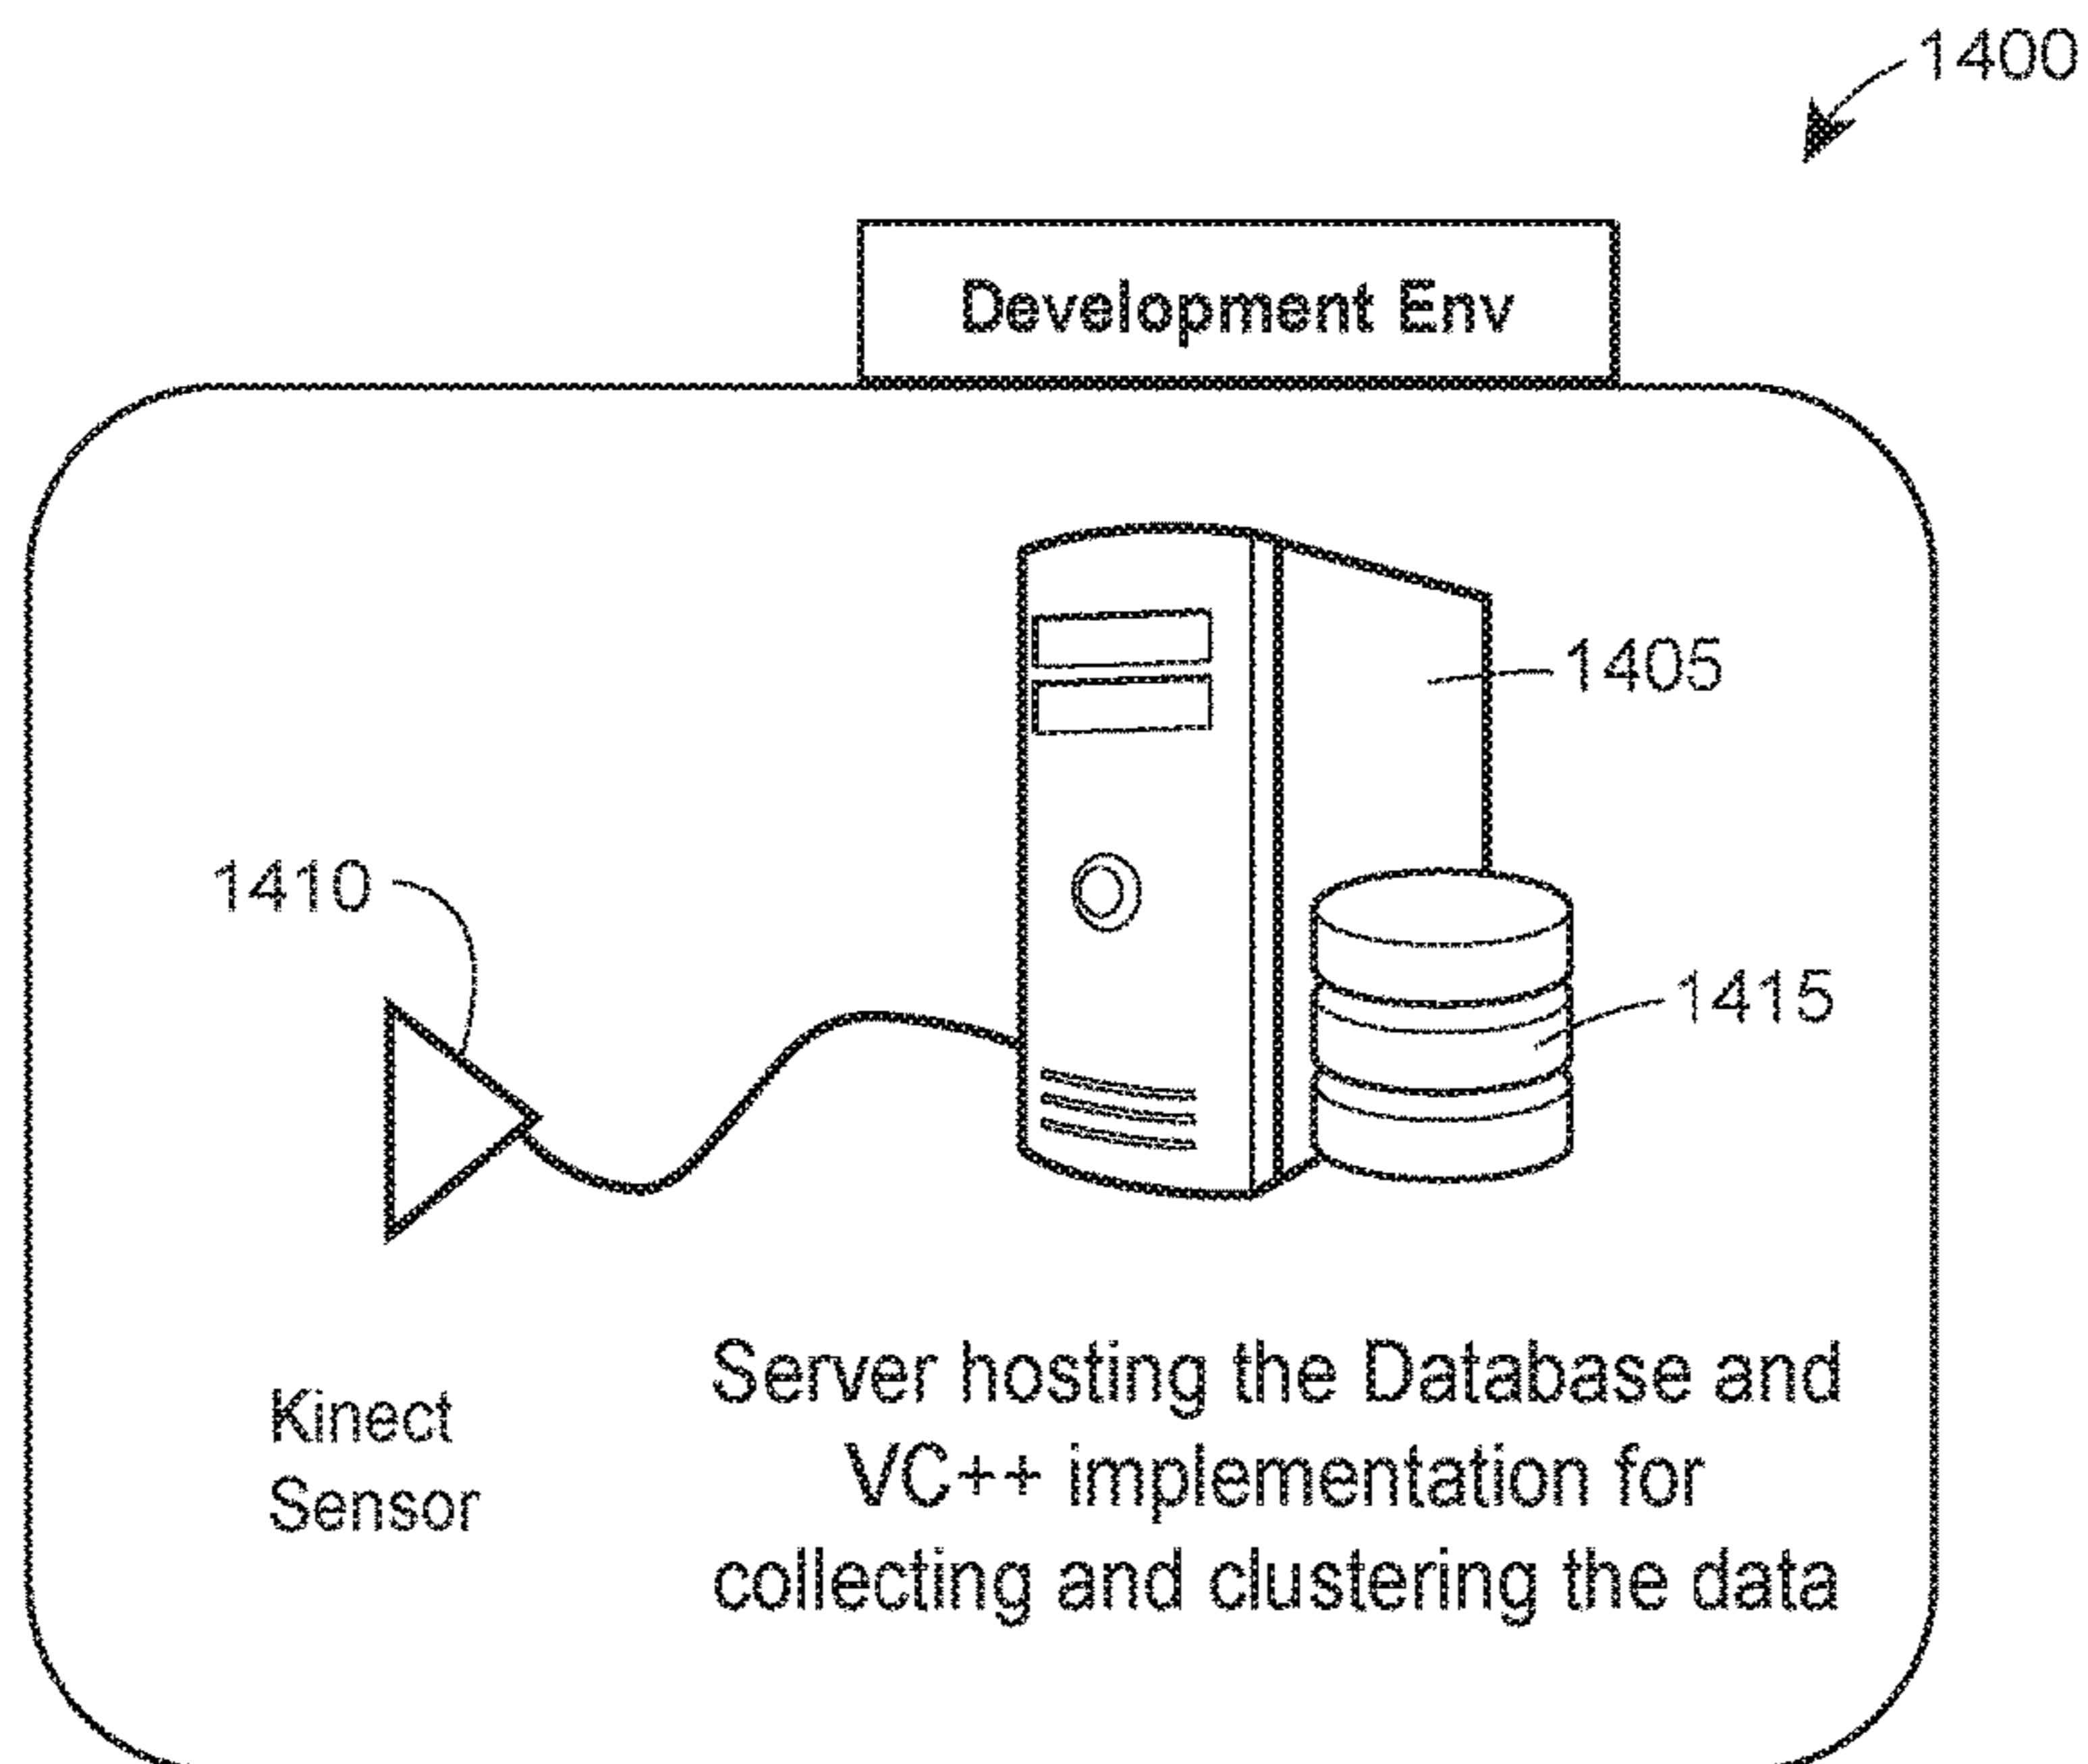 1400
Development Env
1405
1410
1415
Kinect
Sensor
Server hosting the Database and
VC++ implementation for
collecting and clustering the data